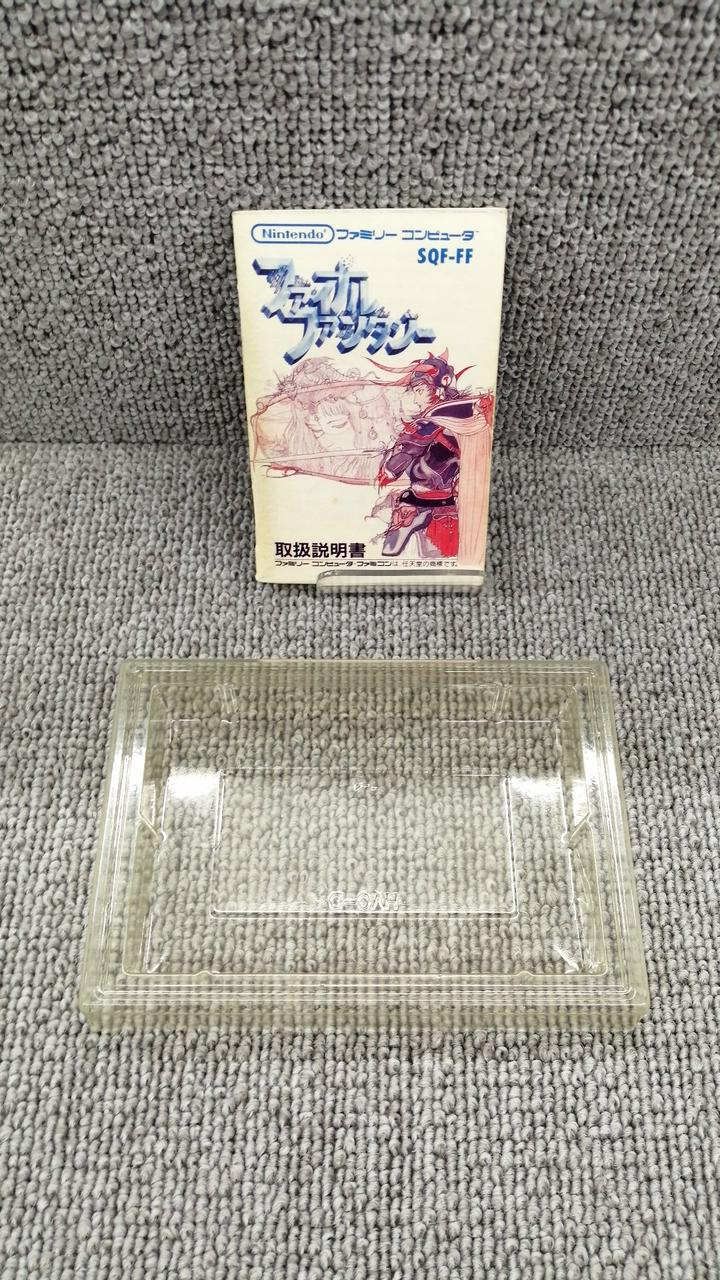 Nintendo® ファミリー コンピュータ™
SQF-FF
ファイナル
ファンタジー
取扱説明書
ファミリー コンピュータ・ファミコンは、任天堂の商標です。